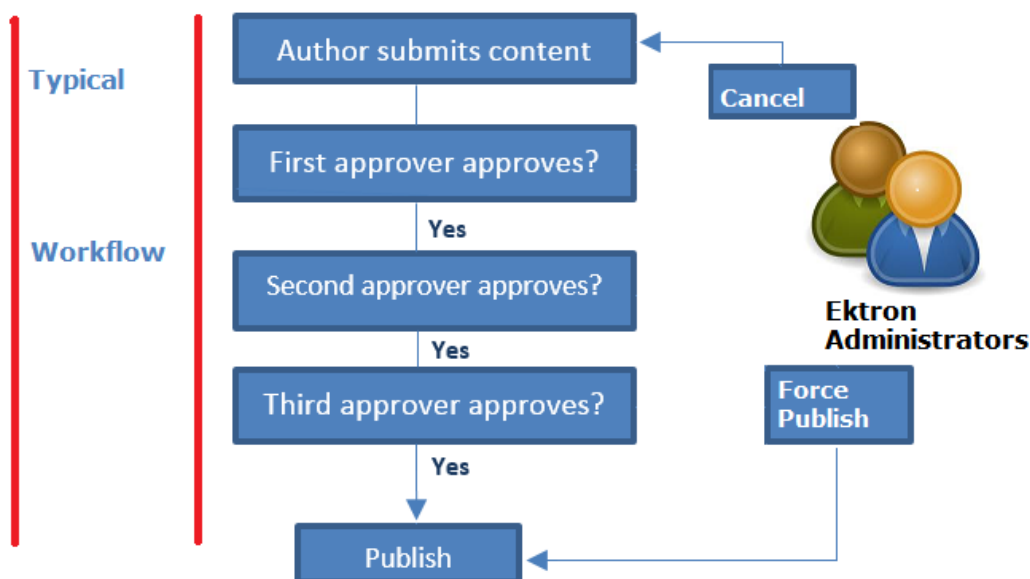 Typical
Workflow
Author submits content
First approver approves?
Yes
Second approver approves?
Yes
Third approver approves?
Yes
Publish
Cancel
Ektron
Administrators
Force
Publish